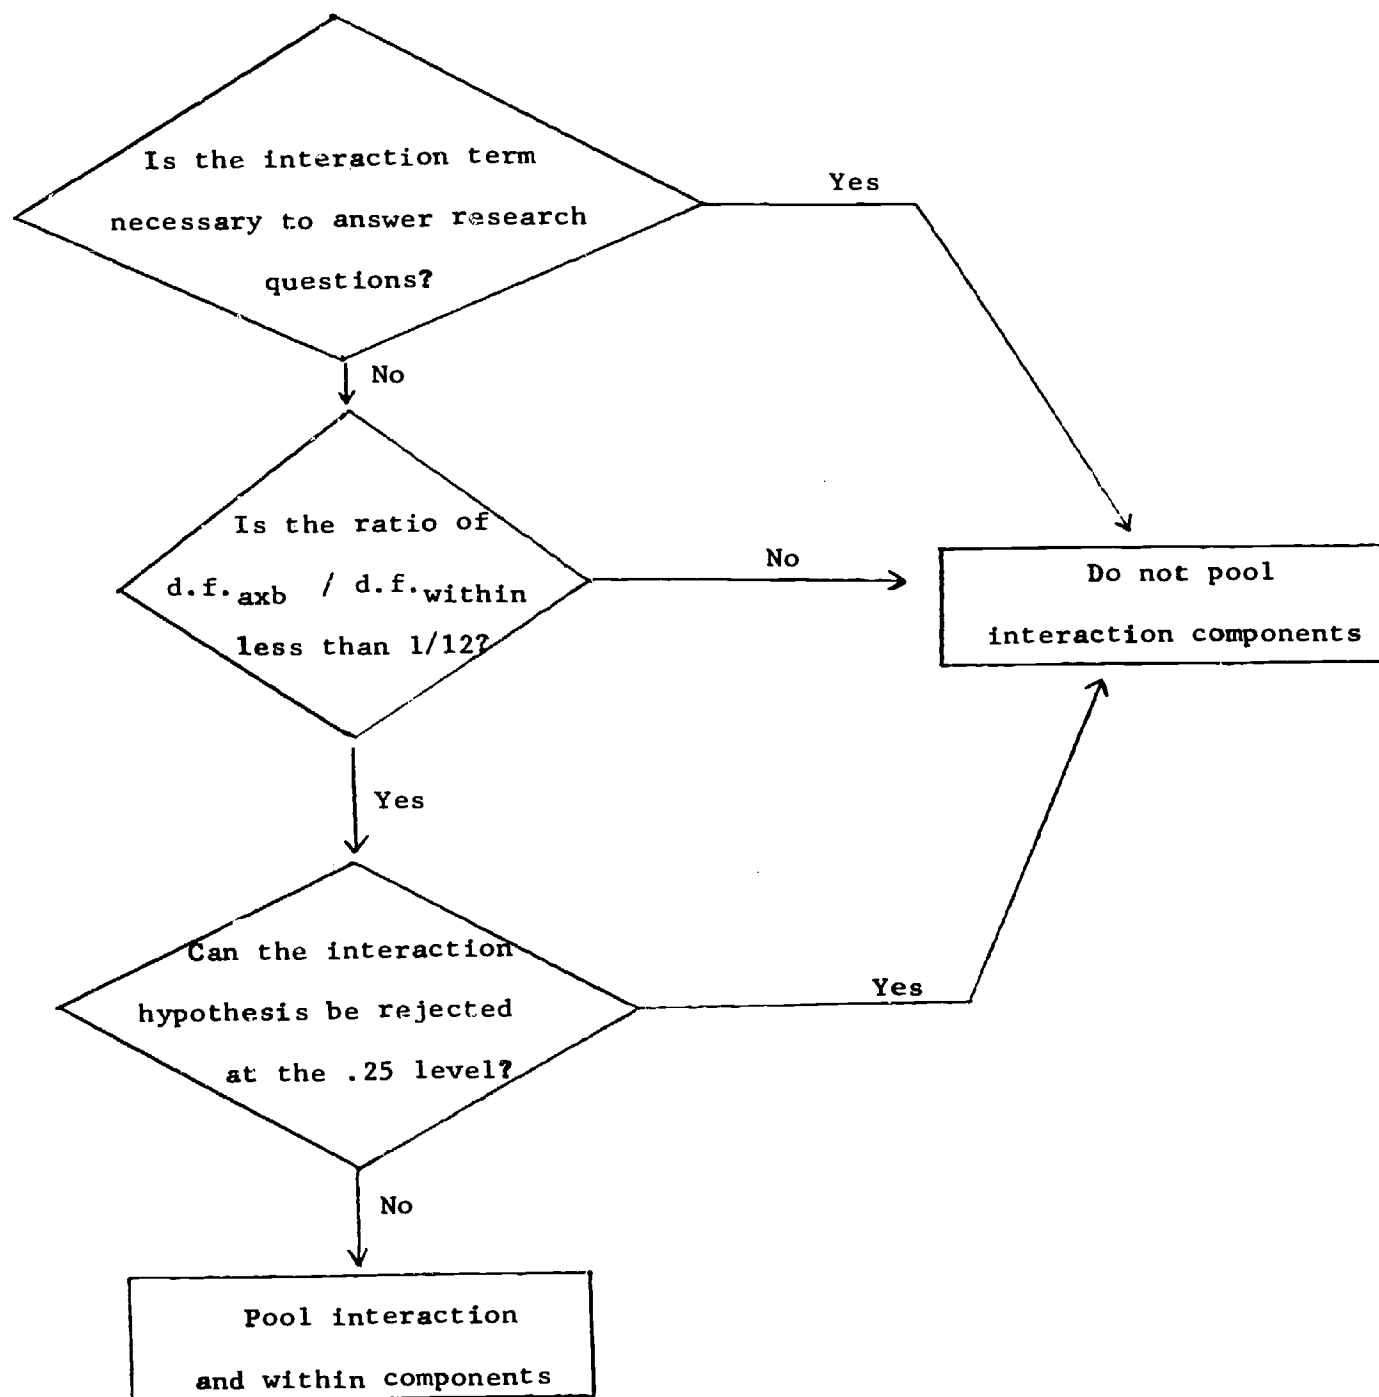 Is the interaction term
necessary to answer research
questions?
Yes
No
Is the ratio of
d.f.axb / d.f.within
less than 1/12?
No
Do not pool
interaction components
Yes
Can the interaction
hypothesis be rejected
at the .25 level?
Yes
No
Pool interaction
and within components